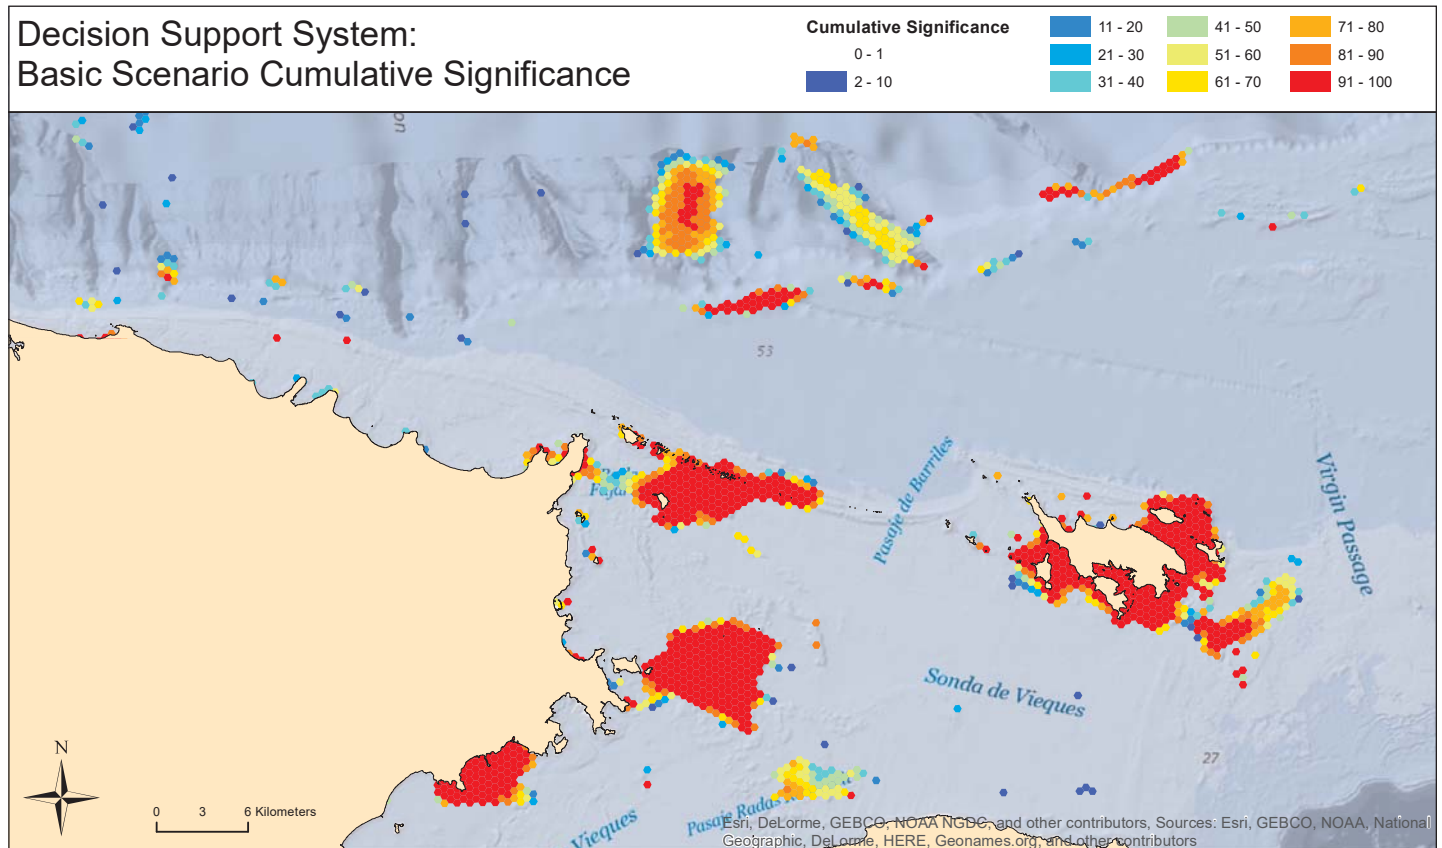 Decision Support System:
Basic Scenario Cumulative Significance
Cumulative Significance
0 - 1
2 - 10
11 - 20
21 - 30
31 - 40
41 - 50
51 - 60
61 - 70
71 - 80
81 - 90
91 - 100
on
53
Pasaje de Barriles
Virgin Passage
Sonda de Vieques
27
N
0 3 6 Kilometers
Vieques
Pasaje Radas
Esri, DeLorme, GEBCO, NOAA NGDC, and other contributors, Sources: Esri, GEBCO, NOAA, National
Geographic, DeLorme, HERE, Geonames.org, and other contributors